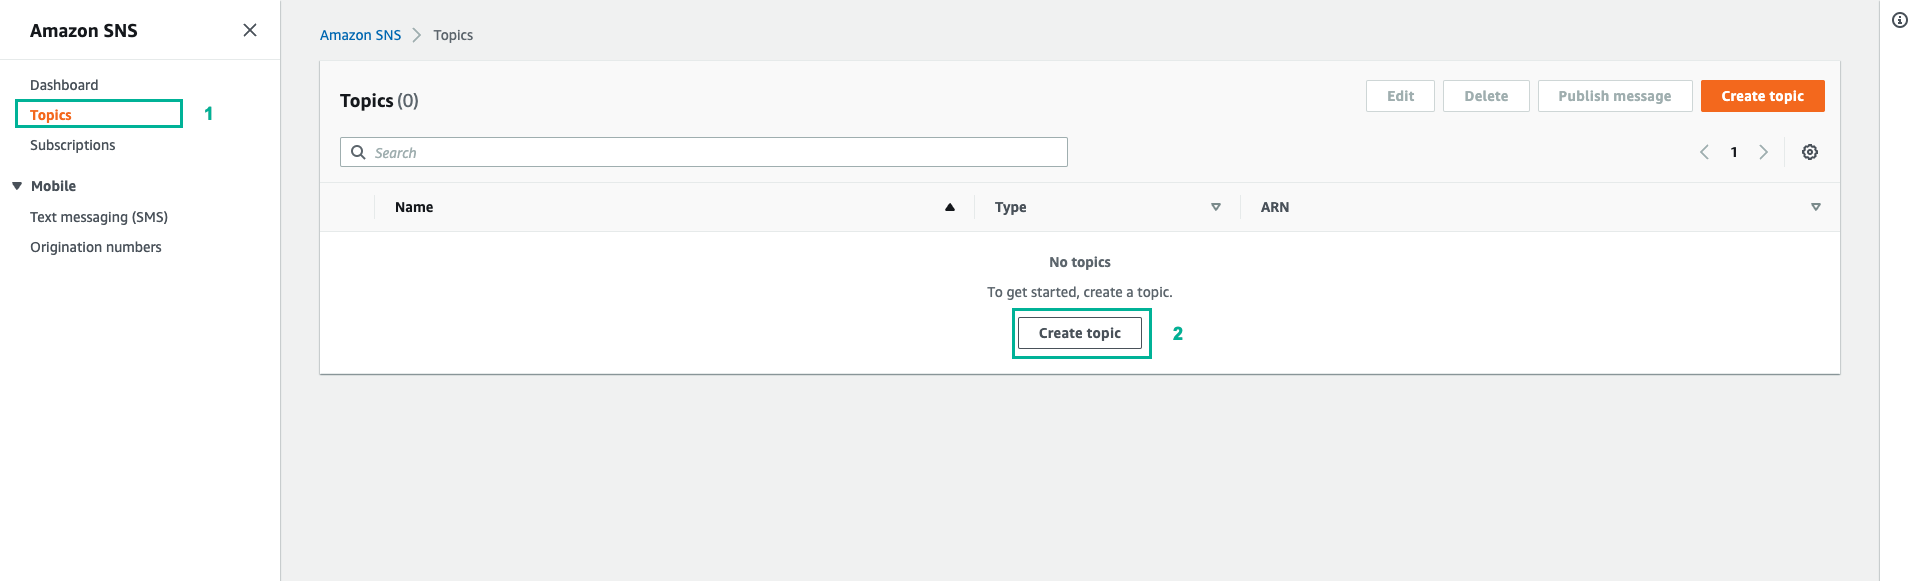 Amazon SNS
Dashboard
Topics 1
Subscriptions
Mobile
Text messaging (SMS)
Origination numbers
Amazon SNS Topics
Topics (0)
Edit Delete Publish message Create topic
Search
1
Name Type ARN
No topics
To get started, create a topic.
Create topic 2